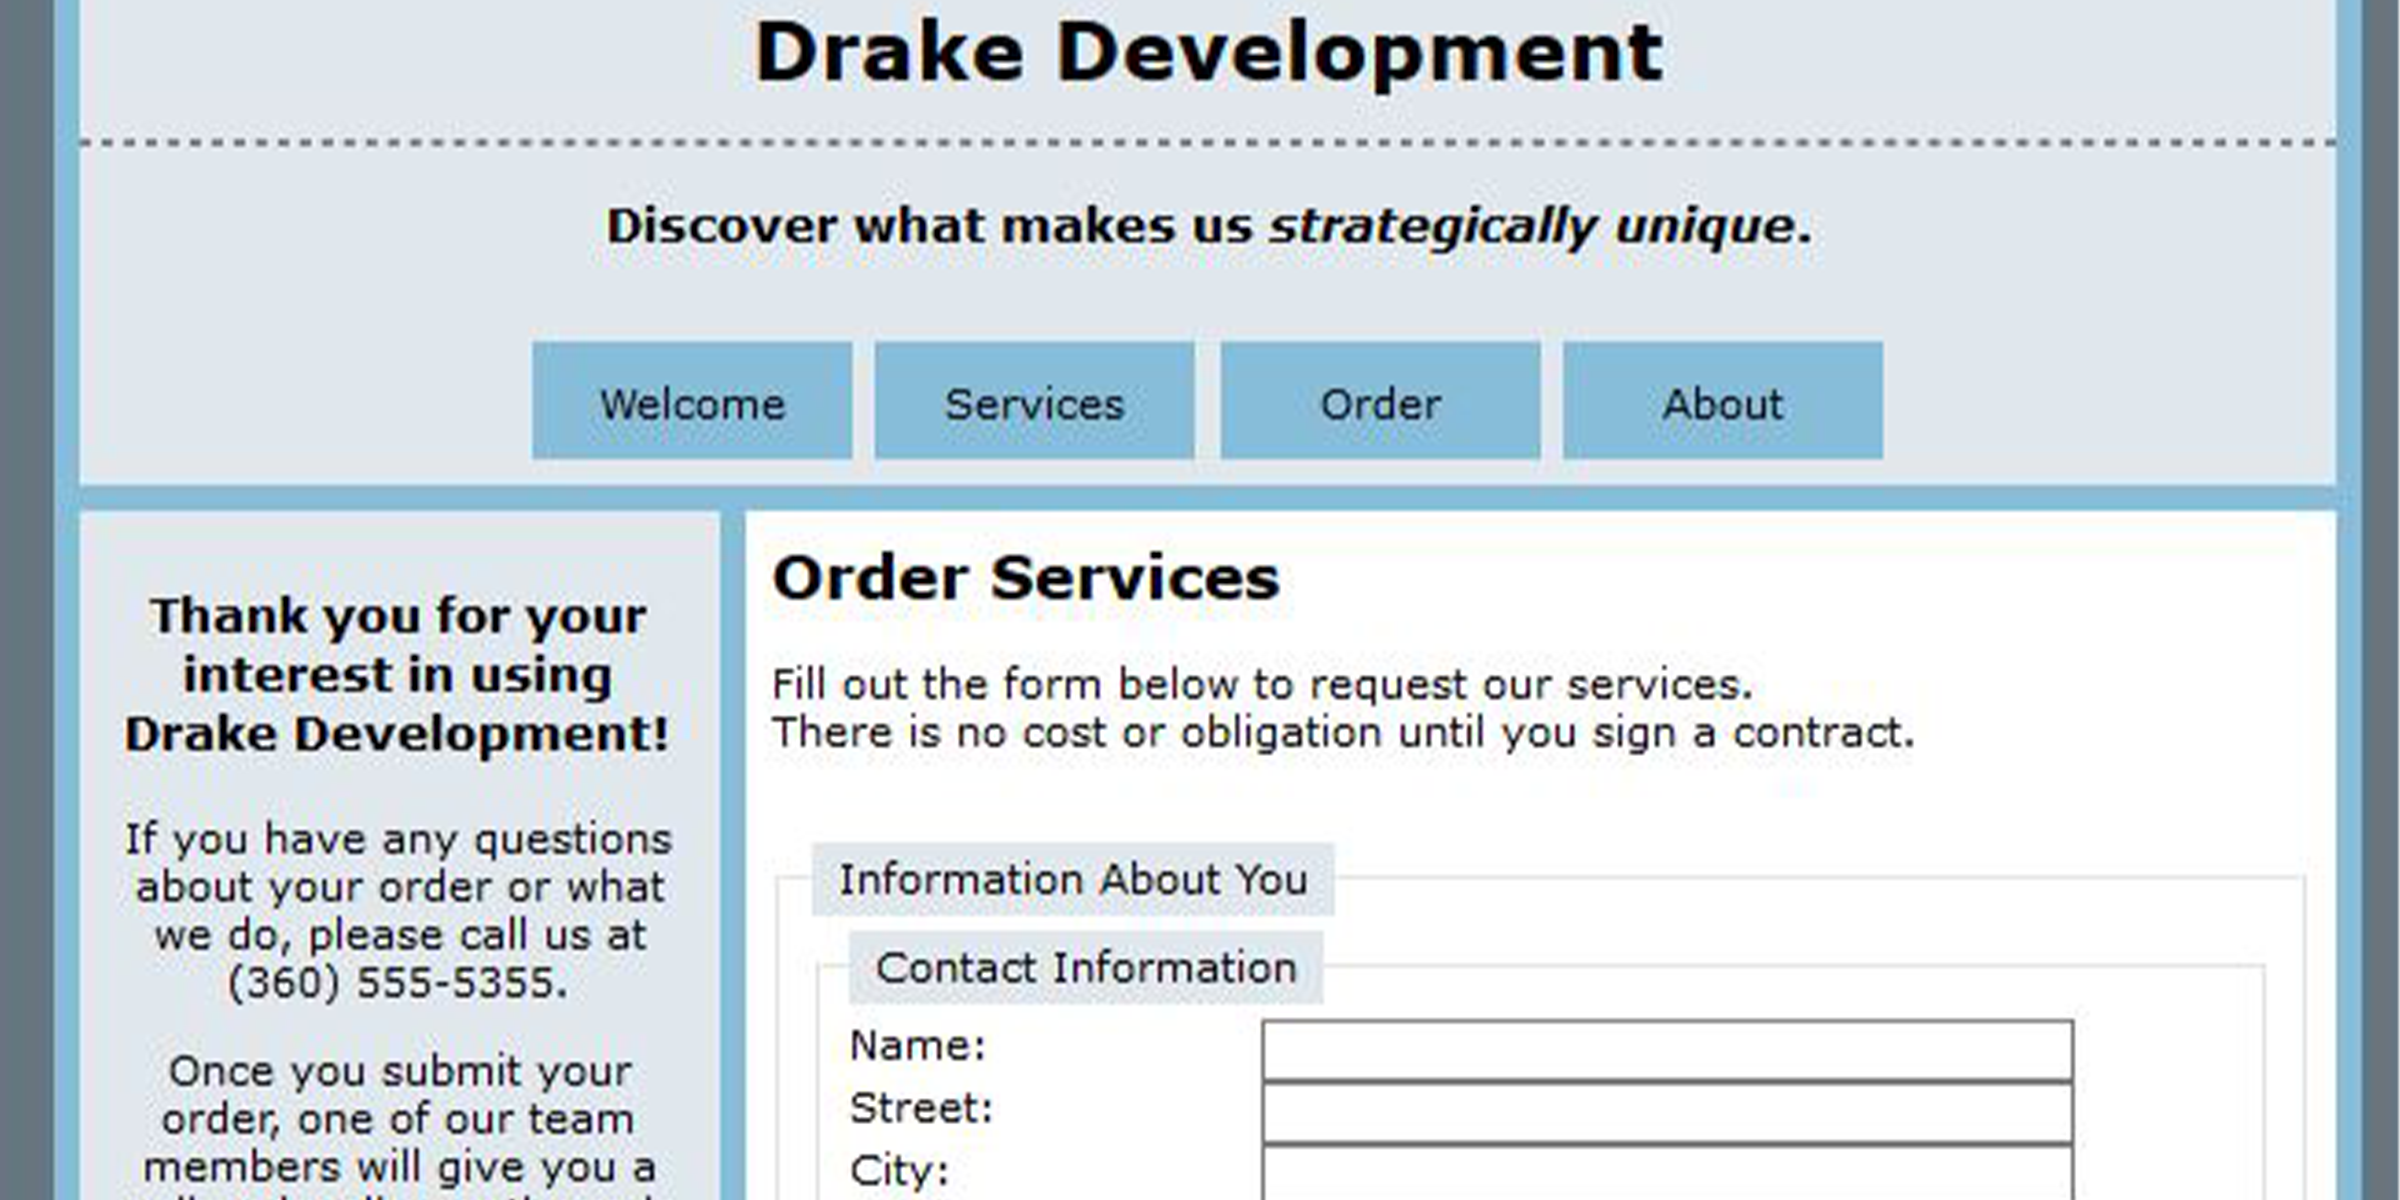 Drake Development
Discover what makes us strategically unique.
Welcome
Services
Order
About
Thank you for your
interest in using
Drake Development!
If you have any questions
about your order or what
we do, please call us at
(360) 555-5355.
Once you submit your
order, one of our team
members will give you a
Order Services
Fill out the form below to request our services.
There is no cost or obligation until you sign a contract.
Information About You
Contact Information
Name:
Street:
City: